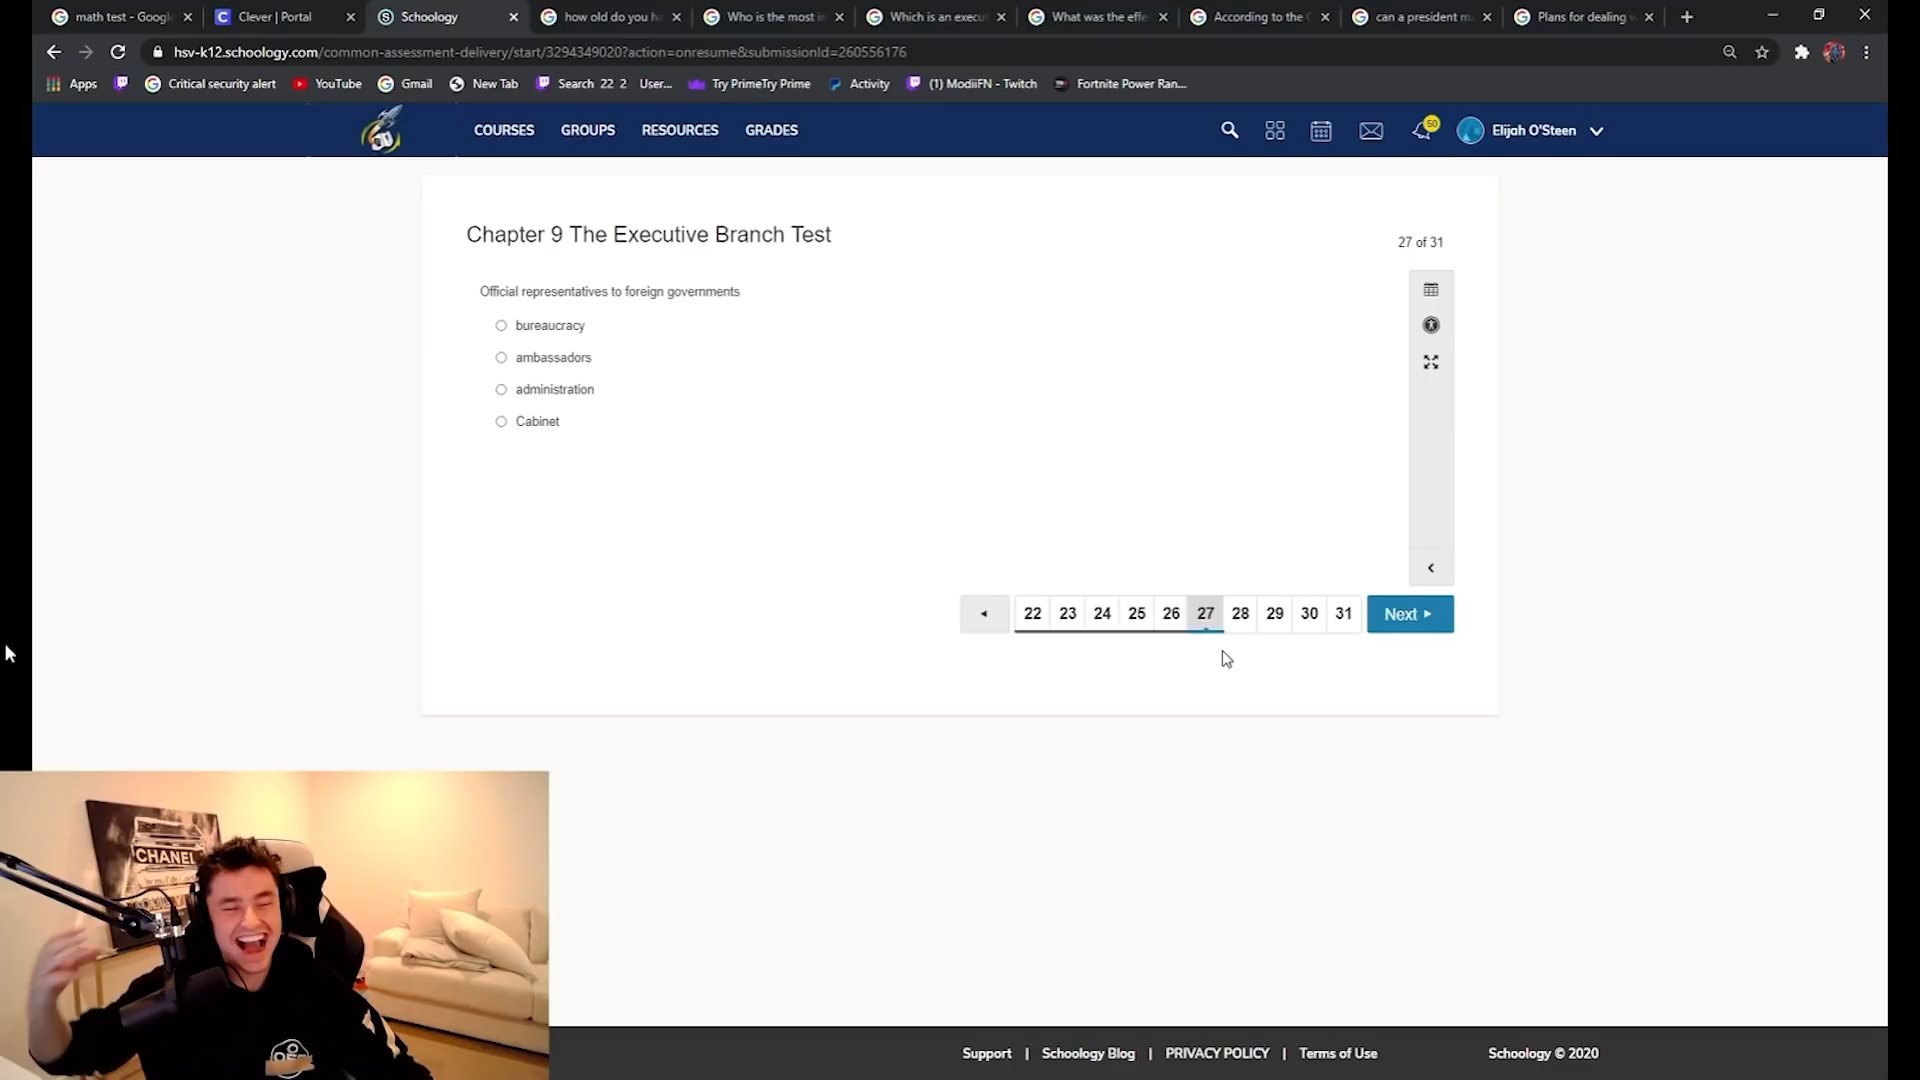 math test - Google
Clever | Portal
Schoology
how old do you h
Who is the most i
Which is an execu
What was the effe
According to the
can a president m
Plans for dealing
hsv-k12.schoology.com/common-assessment-delivery/start/3294349020?action=onresume&submissionId=260556176
Apps
Critical security alert
YouTube
Gmail
New Tab
Search 22 2 User...
Try PrimeTry Prime
Activity
(1) ModiiFN - Twitch
Fortnite Power Ran...
COURSES
GROUPS
RESOURCES
GRADES
50
Elijah O'Steen
Chapter 9 The Executive Branch Test
27 of 31
Official representatives to foreign governments
bureaucracy
ambassadors
administration
Cabinet
22 23 24 25 26 27 28 29 30 31
Next
CHANEL
Support | Schoology Blog | PRIVACY POLICY | Terms of Use
Schoology © 2020